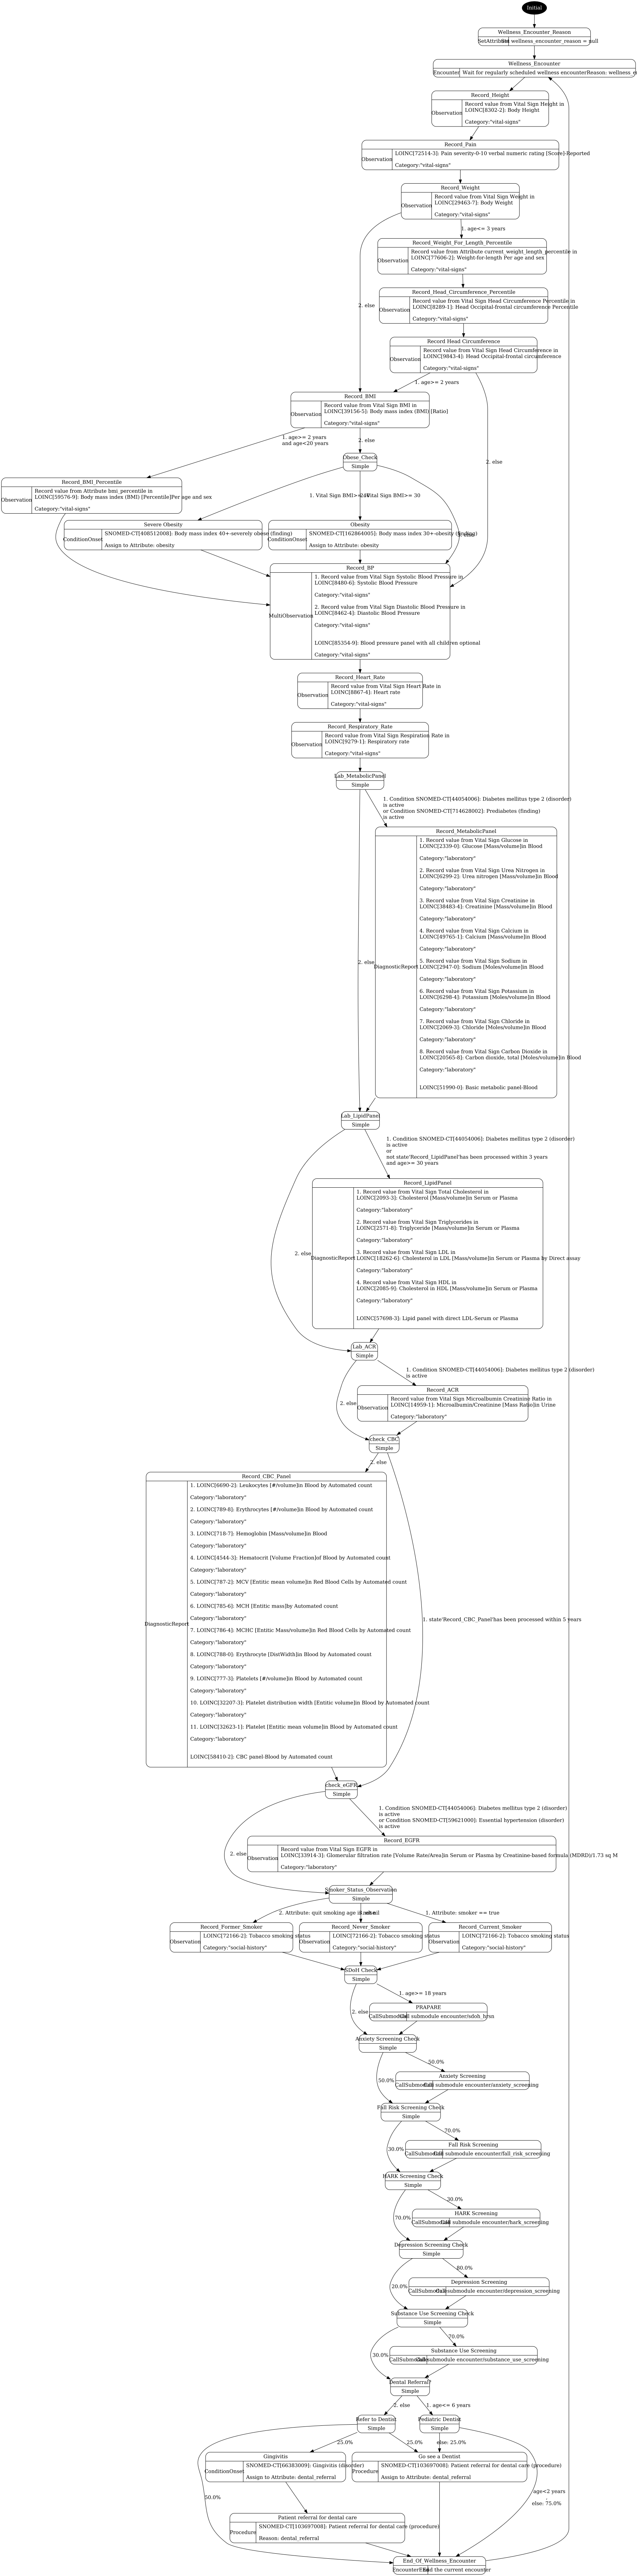 Initial
Wellness_Encounter_Reason
SetAttribute
Set wellness_encounter_reason = null
Wellness_Encounter
Encounter
Wait for regularly scheduled wellness encounterReason: wellness_e
Record_Height
Observation
Record value from Vital Sign Height in
LOINC[8302-2]: Body Height
Category:"vital-signs"
Record_Pain
Observation
LOINC[72514-3]: Pain severity-0-10 verbal numeric rating [Score]-Reported
Category:"vital-signs"
Record_Weight
Observation
Record value from Vital Sign Weight in
LOINC[29463-7]: Body Weight
Category:"vital-signs"
1. age<= 3 years
Record_Weight_For_Length_Percentile
Observation
Record value from Attribute current_weight_length_percentile in
LOINC[77606-2]: Weight-for-length Per age and sex
Category:"vital-signs"
Record_Head_Circumference_Percentile
Observation
Record value from Vital Sign Head Circumference Percentile in
LOINC[8289-1]: Head Occipital-frontal circumference Percentile
Category:"vital-signs"
2. else
Record Head Circumference
Observation
Record value from Vital Sign Head Circumference in
LOINC[9843-4]: Head Occipital-frontal circumference
Category:"vital-signs"
1. age>= 2 years
Record_BMI
Observation
Record value from Vital Sign BMI in
LOINC[39156-5]: Body mass index (BMI) [Ratio]
Category:"vital-signs"
1. age>= 2 years
and age<20 years
2. else
2. else
Obese_Check
Simple
Record_BMI_Percentile
Observation
Record value from Attribute bmi_percentile in
LOINC[59576-9]: Body mass index (BMI) [Percentile]Per age and sex
Category:"vital-signs"
1. Vital Sign BMI>= 40
2. Vital Sign BMI>= 30
3. else
Severe Obesity
ConditionOnset
SNOMED-CT[408512008]: Body mass index 40+-severely obese (finding)
Assign to Attribute: obesity
Obesity
ConditionOnset
SNOMED-CT[162864005]: Body mass index 30+-obesity (finding)
Assign to Attribute: obesity
Record_BP
MultiObservation
1. Record value from Vital Sign Systolic Blood Pressure in
LOINC[8480-6]: Systolic Blood Pressure
Category:"vital-signs"
2. Record value from Vital Sign Diastolic Blood Pressure in
LOINC[8462-4]: Diastolic Blood Pressure
Category:"vital-signs"
LOINC[85354-9]: Blood pressure panel with all children optional
Category:"vital-signs"
Record_Heart_Rate
Observation
Record value from Vital Sign Heart Rate in
LOINC[8867-4]: Heart rate
Category:"vital-signs"
Record_Respiratory_Rate
Observation
Record value from Vital Sign Respiration Rate in
LOINC[9279-1]: Respiratory rate
Category:"vital-signs"
Lab_MetabolicPanel
Simple
1. Condition SNOMED-CT[44054006]: Diabetes mellitus type 2 (disorder)
is active
or Condition SNOMED-CT[714628002]: Prediabetes (finding)
is active
2. else
Record_MetabolicPanel
DiagnosticReport
1. Record value from Vital Sign Glucose in
LOINC[2339-0]: Glucose [Mass/volume]in Blood
Category:"laboratory"
2. Record value from Vital Sign Urea Nitrogen in
LOINC[6299-2]: Urea nitrogen [Mass/volume]in Blood
Category:"laboratory"
3. Record value from Vital Sign Creatinine in
LOINC[38483-4]: Creatinine [Mass/volume]in Blood
Category:"laboratory"
4. Record value from Vital Sign Calcium in
LOINC[49765-1]: Calcium [Mass/volume]in Blood
Category:"laboratory"
5. Record value from Vital Sign Sodium in
LOINC[2947-0]: Sodium [Moles/volume]in Blood
Category:"laboratory"
6. Record value from Vital Sign Potassium in
LOINC[6298-4]: Potassium [Moles/volume]in Blood
Category:"laboratory"
7. Record value from Vital Sign Chloride in
LOINC[2069-3]: Chloride [Moles/volume]in Blood
Category:"laboratory"
8. Record value from Vital Sign Carbon Dioxide in
LOINC[20565-8]: Carbon dioxide, total [Moles/volume]in Blood
Category:"laboratory"
LOINC[51990-0]: Basic metabolic panel-Blood
Lab_LipidPanel
Simple
1. Condition SNOMED-CT[44054006]: Diabetes mellitus type 2 (disorder)
is active
or
not state'Record_LipidPanel'has been processed within 3 years
and age>= 30 years
2. else
Record_LipidPanel
DiagnosticReport
1. Record value from Vital Sign Total Cholesterol in
LOINC[2093-3]: Cholesterol [Mass/volume]in Serum or Plasma
Category:"laboratory"
2. Record value from Vital Sign Triglycerides in
LOINC[2571-8]: Triglyceride [Mass/volume]in Serum or Plasma
Category:"laboratory"
3. Record value from Vital Sign LDL in
LOINC[18262-6]: Cholesterol in LDL [Mass/volume]in Serum or Plasma by Direct assay
Category:"laboratory"
4. Record value from Vital Sign HDL in
LOINC[2085-9]: Cholesterol in HDL [Mass/volume]in Serum or Plasma
Category:"laboratory"
LOINC[57698-3]: Lipid panel with direct LDL-Serum or Plasma
Lab_ACR
Simple
1. Condition SNOMED-CT[44054006]: Diabetes mellitus type 2 (disorder)
is active
2. else
Record_ACR
Observation
Record value from Vital Sign Microalbumin Creatinine Ratio in
LOINC[14959-1]: Microalbumin/Creatinine [Mass Ratio]in Urine
Category:"laboratory"
check_CBC
Simple
2. else
Record_CBC_Panel
DiagnosticReport
1. LOINC[6690-2]: Leukocytes [#/volume]in Blood by Automated count
Category:"laboratory"
2. LOINC[789-8]: Erythrocytes [#/volume]in Blood by Automated count
Category:"laboratory"
3. LOINC[718-7]: Hemoglobin [Mass/volume]in Blood
Category:"laboratory"
4. LOINC[4544-3]: Hematocrit [Volume Fraction]of Blood by Automated count
Category:"laboratory"
5. LOINC[787-2]: MCV [Entitic mean volume]in Red Blood Cells by Automated count
Category:"laboratory"
6. LOINC[785-6]: MCH [Entitic mass]by Automated count
Category:"laboratory"
7. LOINC[786-4]: MCHC [Entitic Mass/volume]in Red Blood Cells by Automated count
Category:"laboratory"
8. LOINC[788-0]: Erythrocyte [DistWidth]in Blood by Automated count
Category:"laboratory"
9. LOINC[777-3]: Platelets [#/volume]in Blood by Automated count
Category:"laboratory"
10. LOINC[32207-3]: Platelet distribution width [Entitic volume]in Blood by Automated count
Category:"laboratory"
11. LOINC[32623-1]: Platelet [Entitic mean volume]in Blood by Automated count
Category:"laboratory"
LOINC[58410-2]: CBC panel-Blood by Automated count
1. state'Record_CBC_Panel'has been processed within 5 years
check_eGFR
Simple
1. Condition SNOMED-CT[44054006]: Diabetes mellitus type 2 (disorder)
is active
or Condition SNOMED-CT[59621000]: Essential hypertension (disorder)
is active
2. else
Record_EGFR
Observation
Record value from Vital Sign EGFR in
LOINC[33914-3]: Glomerular filtration rate [Volume Rate/Area]in Serum or Plasma by Creatinine-based formula (MDRD)/1.73 sq M
Category:"laboratory"
Smoker_Status_Observation
Simple
2. Attribute: quit smoking age is not nil
3. else
1. Attribute: smoker == true
Record_Former_Smoker
Observation
LOINC[72166-2]: Tobacco smoking status
Category:"social-history"
Record_Never_Smoker
Observation
LOINC[72166-2]: Tobacco smoking status
Category:"social-history"
Record_Current_Smoker
Observation
LOINC[72166-2]: Tobacco smoking status
Category:"social-history"
SDoH Check
Simple
1. age>= 18 years
2. else
PRAPARE
CallSubmodule
Call submodule encounter/sdoh_hrsn
Anxiety Screening Check
Simple
50.0%
50.0%
Anxiety Screening
CallSubmodule
Call submodule encounter/anxiety_screening
Fall Risk Screening Check
Simple
70.0%
30.0%
Fall Risk Screening
CallSubmodule
Call submodule encounter/fall_risk_screening
HARK Screening Check
Simple
30.0%
70.0%
HARK Screening
CallSubmodule
Call submodule encounter/hark_screening
Depression Screening Check
Simple
80.0%
20.0%
Depression Screening
CallSubmodule
Call submodule encounter/depression_screening
Substance Use Screening Check
Simple
70.0%
30.0%
Substance Use Screening
CallSubmodule
Call submodule encounter/substance_use_screening
Dental Referral?
Simple
2. else
1. age<= 6 years
Refer to Dentist
Simple
Pediatric Dentist
Simple
25.0%
25.0%
else: 25.0%
Gingivitis
ConditionOnset
SNOMED-CT[66383009]: Gingivitis (disorder)
Assign to Attribute: dental_referral
Go see a Dentist
Procedure
SNOMED-CT[103697008]: Patient referral for dental care (procedure)
Assign to Attribute: dental_referral
50.0%
age<2 years
,
else: 75.0%
Patient referral for dental care
Procedure
SNOMED-CT[103697008]: Patient referral for dental care (procedure)
Reason: dental_referral
End_Of_Wellness_Encounter
EncounterEnd
End the current encounter